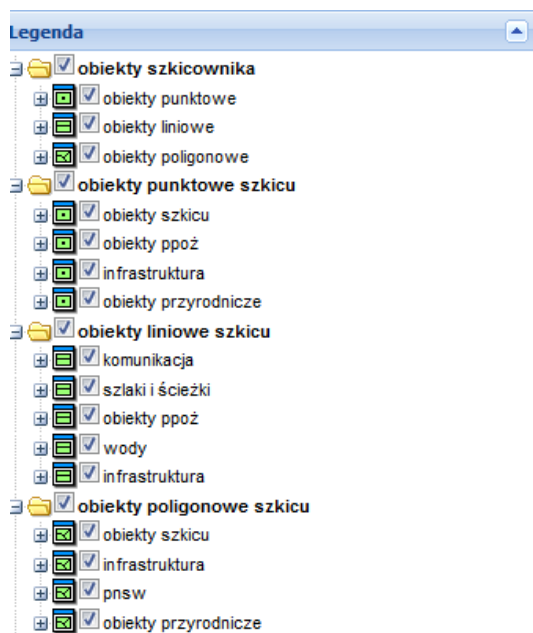 Legenda
obiekty szkicownika
obiekty punktowe
obiekty liniowe
obiekty poligonowe
obiekty punktowe szkicu
obiekty szkicu
obiekty ppoż
infrastruktura
obiekty przyrodnicze
obiekty liniowe szkicu
komunikacja
szlaki i ścieżki
obiekty ppoż
wody
infrastruktura
obiekty poligonowe szkicu
obiekty szkicu
infrastruktura
pnsw
obiekty przyrodnicze